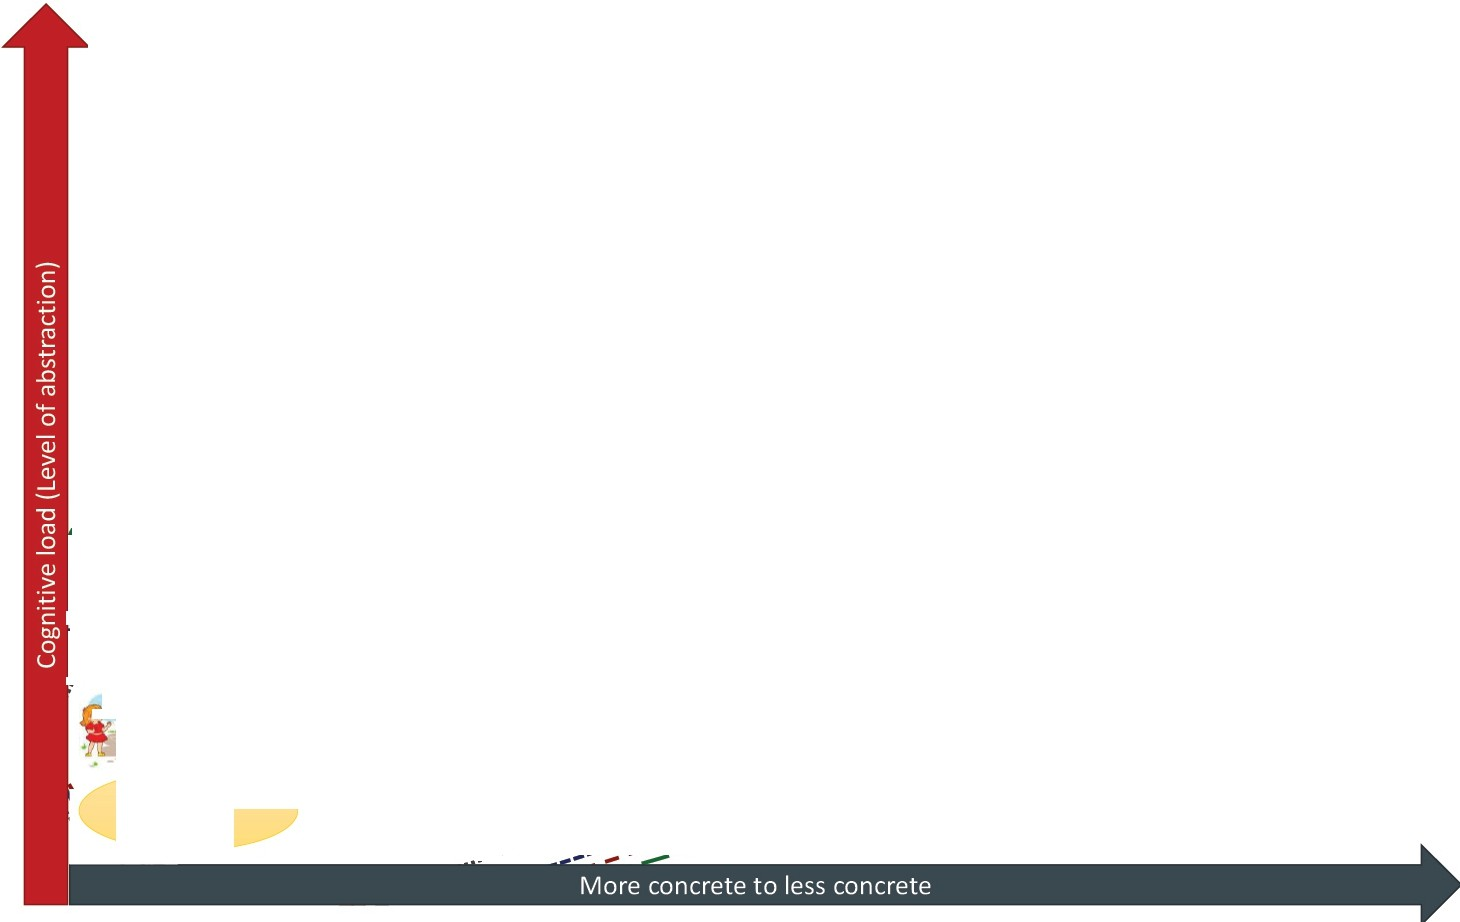 Cognitive load (Level of abstraction)
More concrete to less concrete